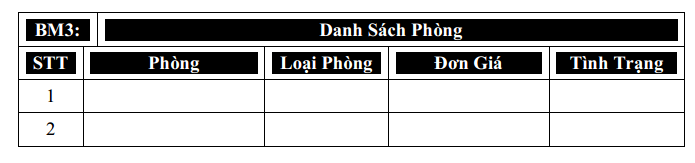 BM3: Danh Sách Phòng
STT Phòng Loại Phòng Đơn Giá Tình Trạng
1
2